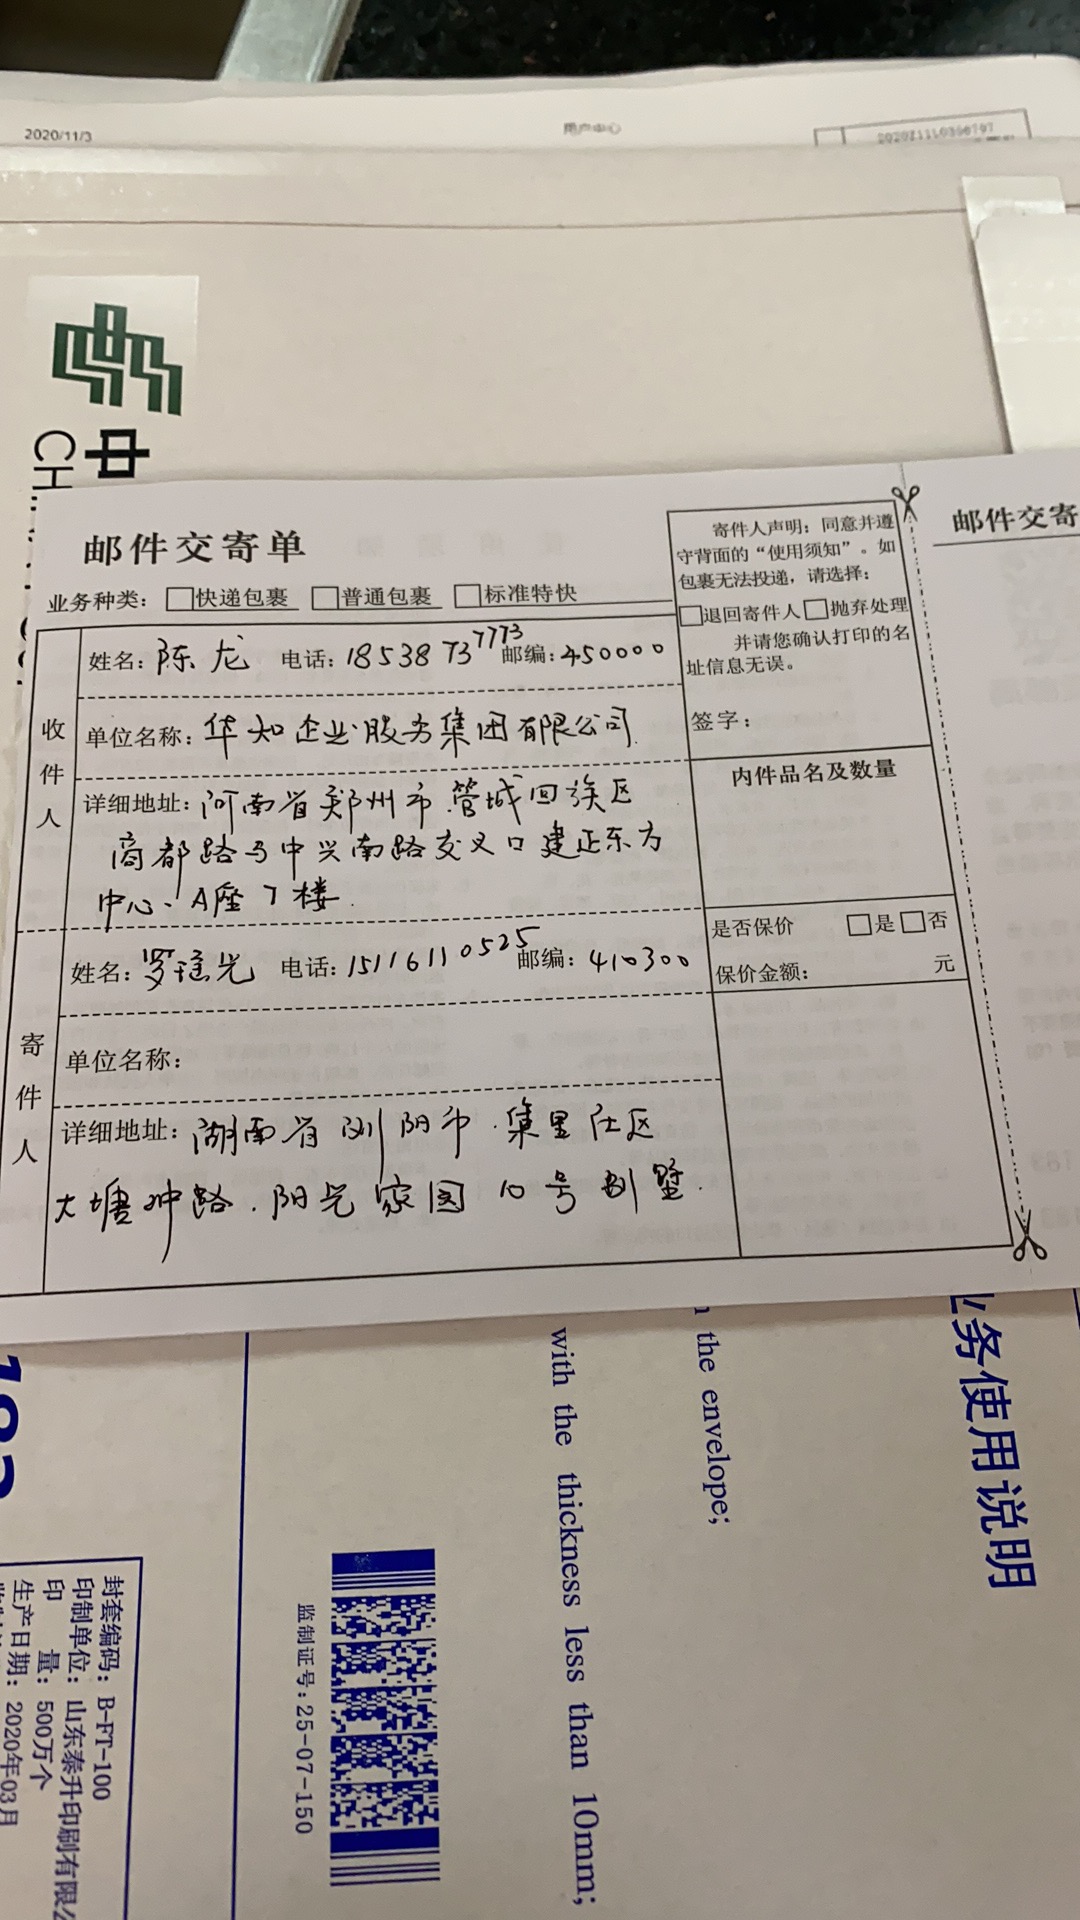 2020/11/3
用户中心
中
CH
邮件交寄单
业务种类： 快递包裹 普通包裹 标准特快
收件人
姓名：陈龙 电话：18538737773 邮编：450000
单位名称：华知企业服务集团有限公司
详细地址：河南省郑州市管城回族区
商都路与中兴南路交叉口建正东方
中心、A座7楼.
寄件人
姓名： 电话：15116110525 邮编：410300
单位名称：
详细地址：湖南省浏阳市.集里社区
大塘冲路.阳光家园10号别墅.
寄件人声明：同意并遵
守背面的“使用须知”。如
包裹无法投递，请选择：
退回寄件人 抛弃处理
并请您确认打印的名
址信息无误。
签字：
内件品名及数量
是否保价 是 否
保价金额： 元
邮件交寄
the envelope;
with the thickness less than 10mm;
务使用说明
监制证号:25-07-150
封套编码：B-FT-100
印制单位：山东泰升印刷有限公
印 量：500万个
生产日期：2020年03月